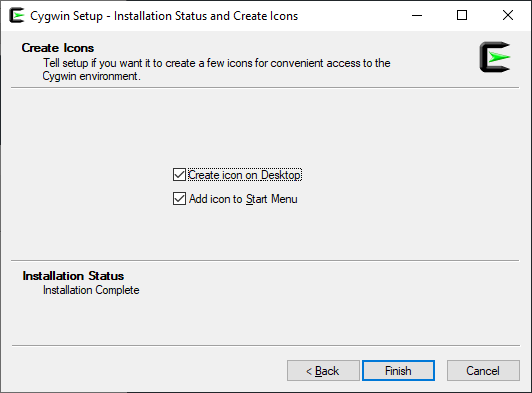 Cygwin Setup - Installation Status and Create Icons
Create Icons
Tell setup if you want it to create a few icons for convenient access to the
Cygwin environment.
Create icon on Desktop
Add icon to Start Menu
Installation Status
Installation Complete
< Back
Finish
Cancel